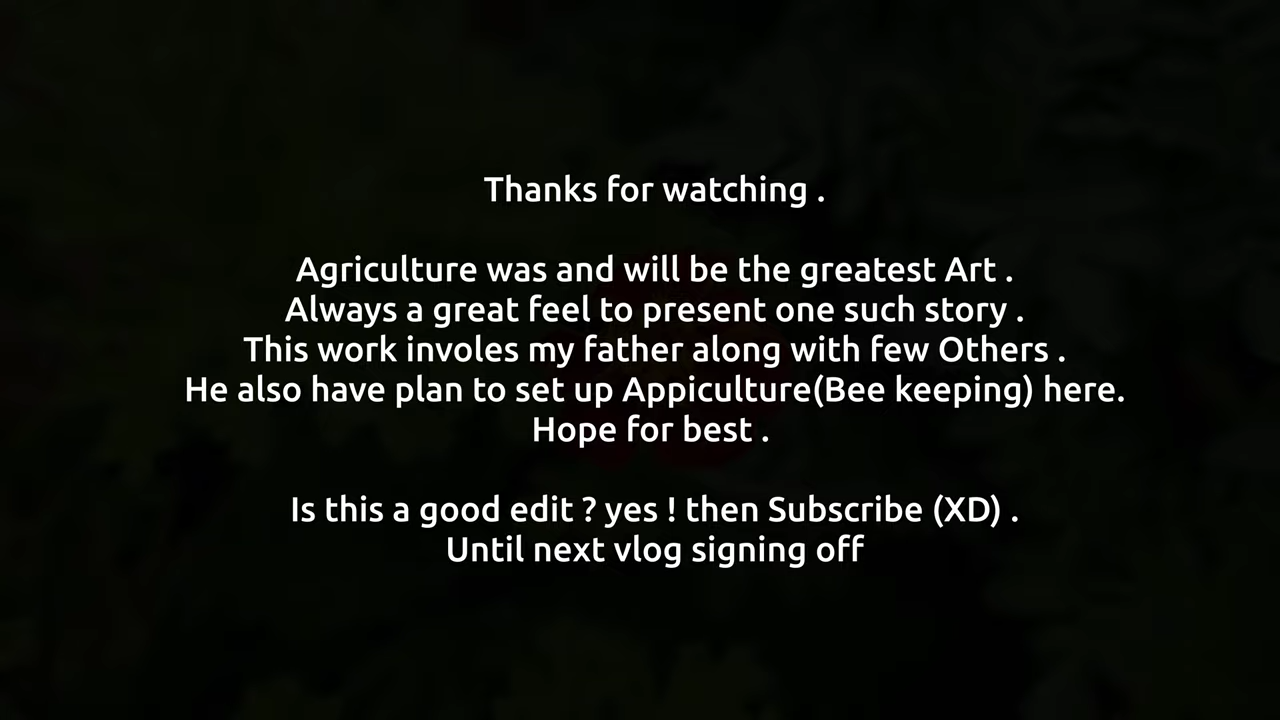 Thanks for watching .
Agriculture was and will be the greatest Art .
Always a great feel to present one such story .
This work involes my father along with few Others .
He also have plan to set up Appiculture(Bee keeping) here.
Hope for best .
Is this a good edit ? yes ! then Subscribe (XD) .
Until next vlog signing off